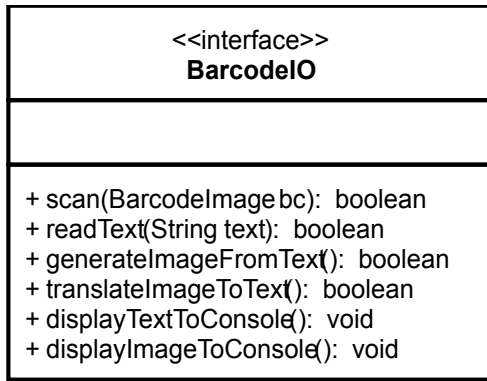 <<interface>>
BarcodeIO
+ scan(BarcodeImage bc): boolean
+ readText(String text): boolean
+ generateImageFromText(): boolean
+ translateImageToText(): boolean
+ displayTextToConsole(): void
+ displayImageToConsole(): void